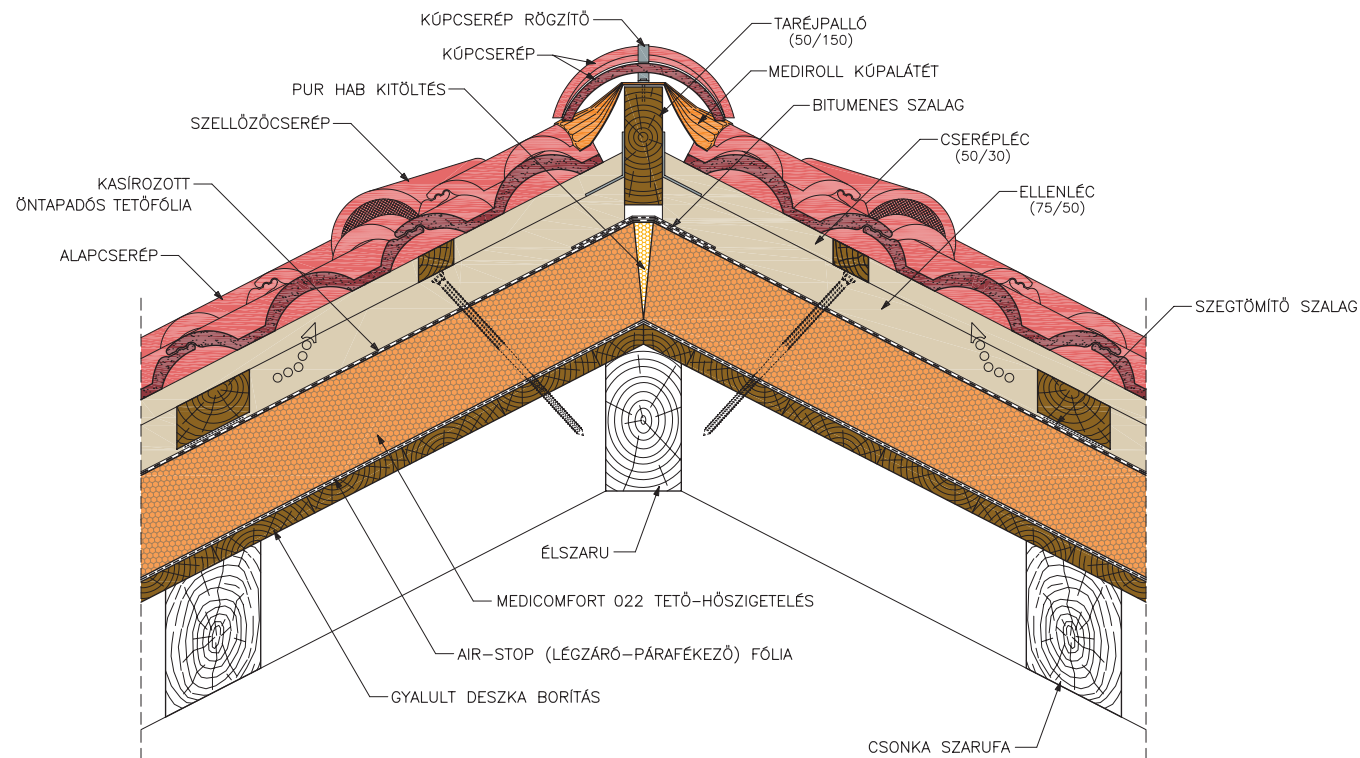 KÚPCSERÉP RÖGZÍTŐ
KÚPCSERÉP
PUR HAB KITÖLTÉS
SZELLŐZŐCSERÉP
KASÍROZOTT
ÖNTAPADÓS TETŐFÓLIA
ALAPCSERÉP
TARÉJPALLÓ
(50/150)
MEDIROLL KÚPALÁTÉT
BITUMENES SZALAG
CSERÉPLÉC
(50/30)
ELLENLÉC
(75/50)
SZEGTÖMÍTŐ SZALAG
ÉLSZARU
MEDICOMFORT 022 TETŐ-HŐSZIGETELÉS
AIR-STOP (LÉGZÁRÓ-PÁRAFÉKEZŐ) FÓLIA
GYALULT DESZKA BORÍTÁS
CSONKA SZARUFA